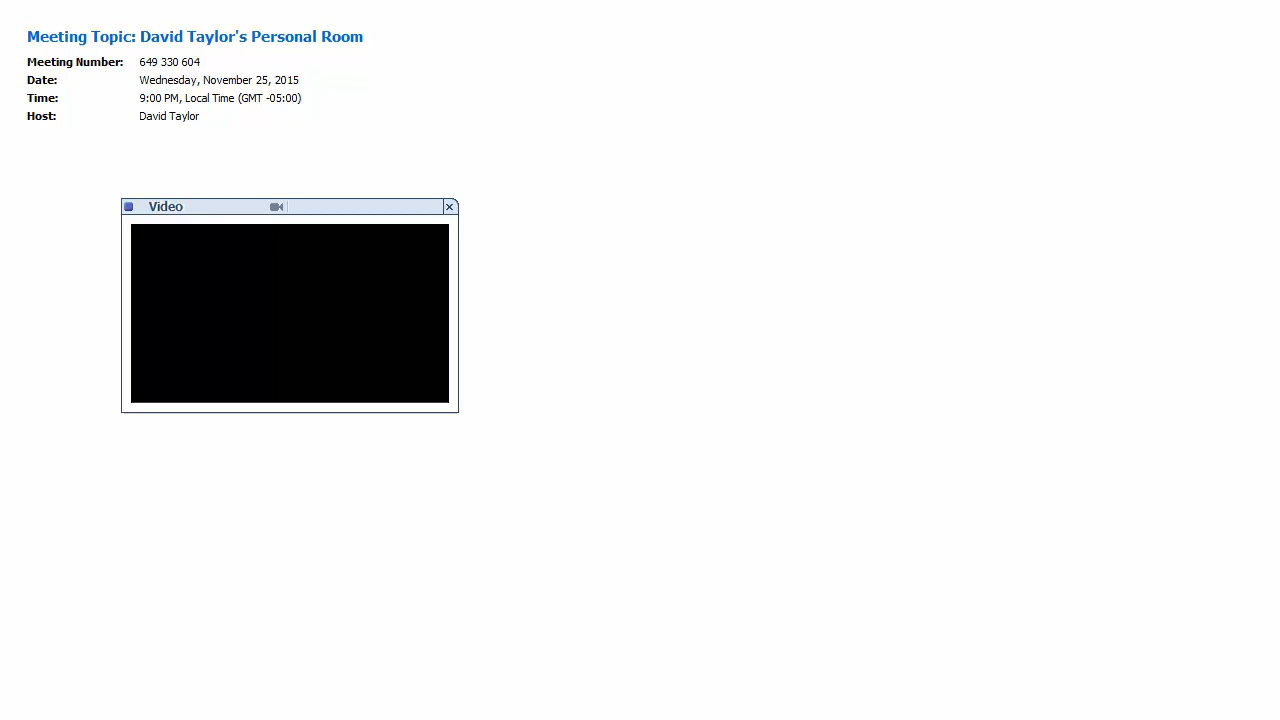 Meeting Topic: David Taylor's Personal Room
Meeting Number: 649 330 604
Date: Wednesday, November 25, 2015
Time: 9:00 PM, Local Time (GMT -05:00)
Host: David Taylor
Video